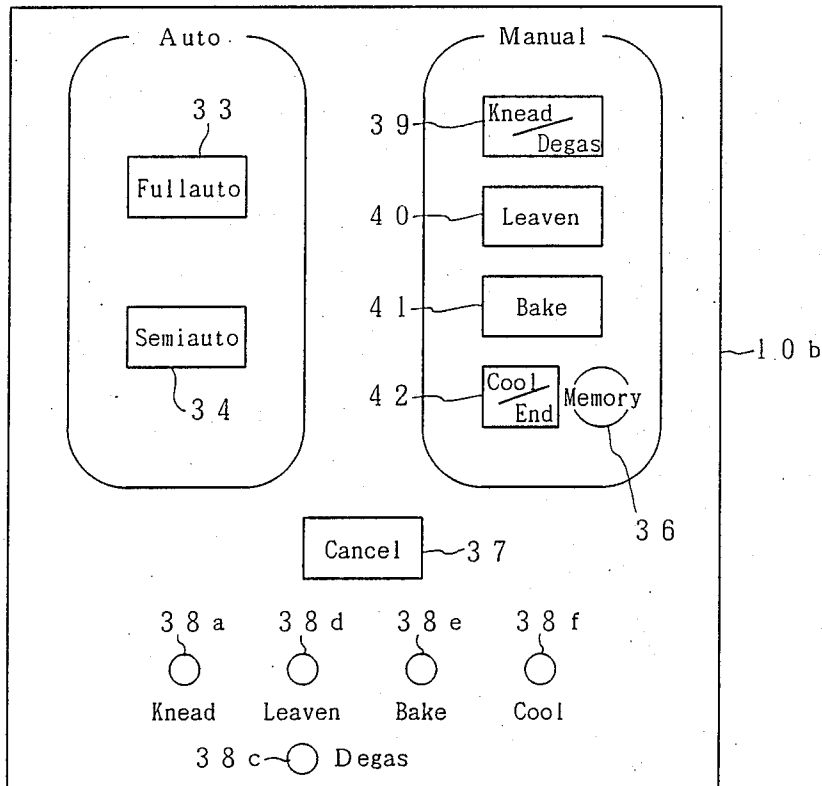 Auto
Manual
33
Fullauto
Semiauto
34
39
Knead
Degas
40
Leaven
41
Bake
42
Cool
End
Memory
36
10b
Cancel
37
38a 38d 38e 38f
Knead Leaven Bake Cool
38c Degas